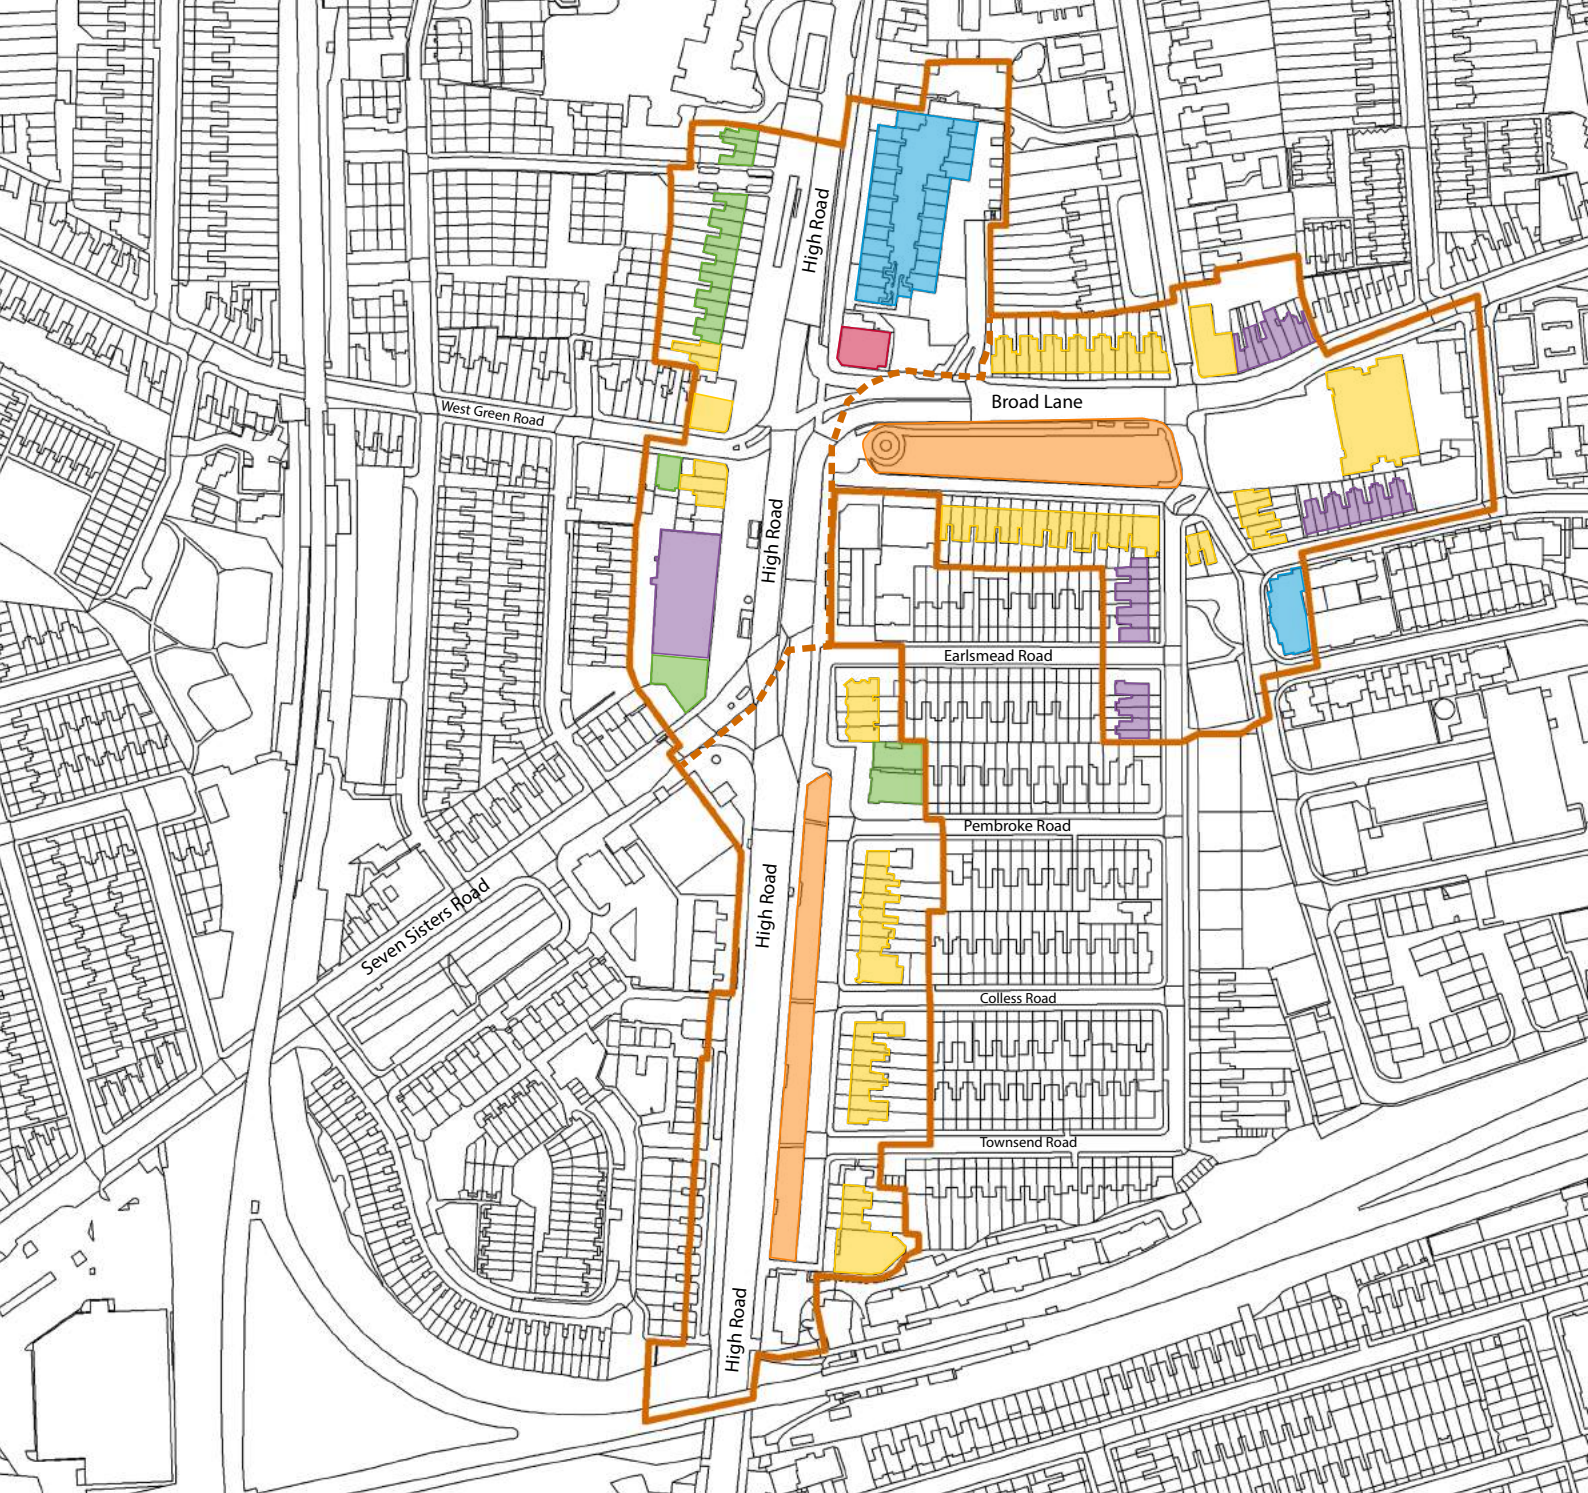 High Road
Broad Lane
West Green Road
High Road
Earlsmead Road
Pembroke Road
High Road
Seven Sisters Road
Colless Road
Townsend Road
High Road